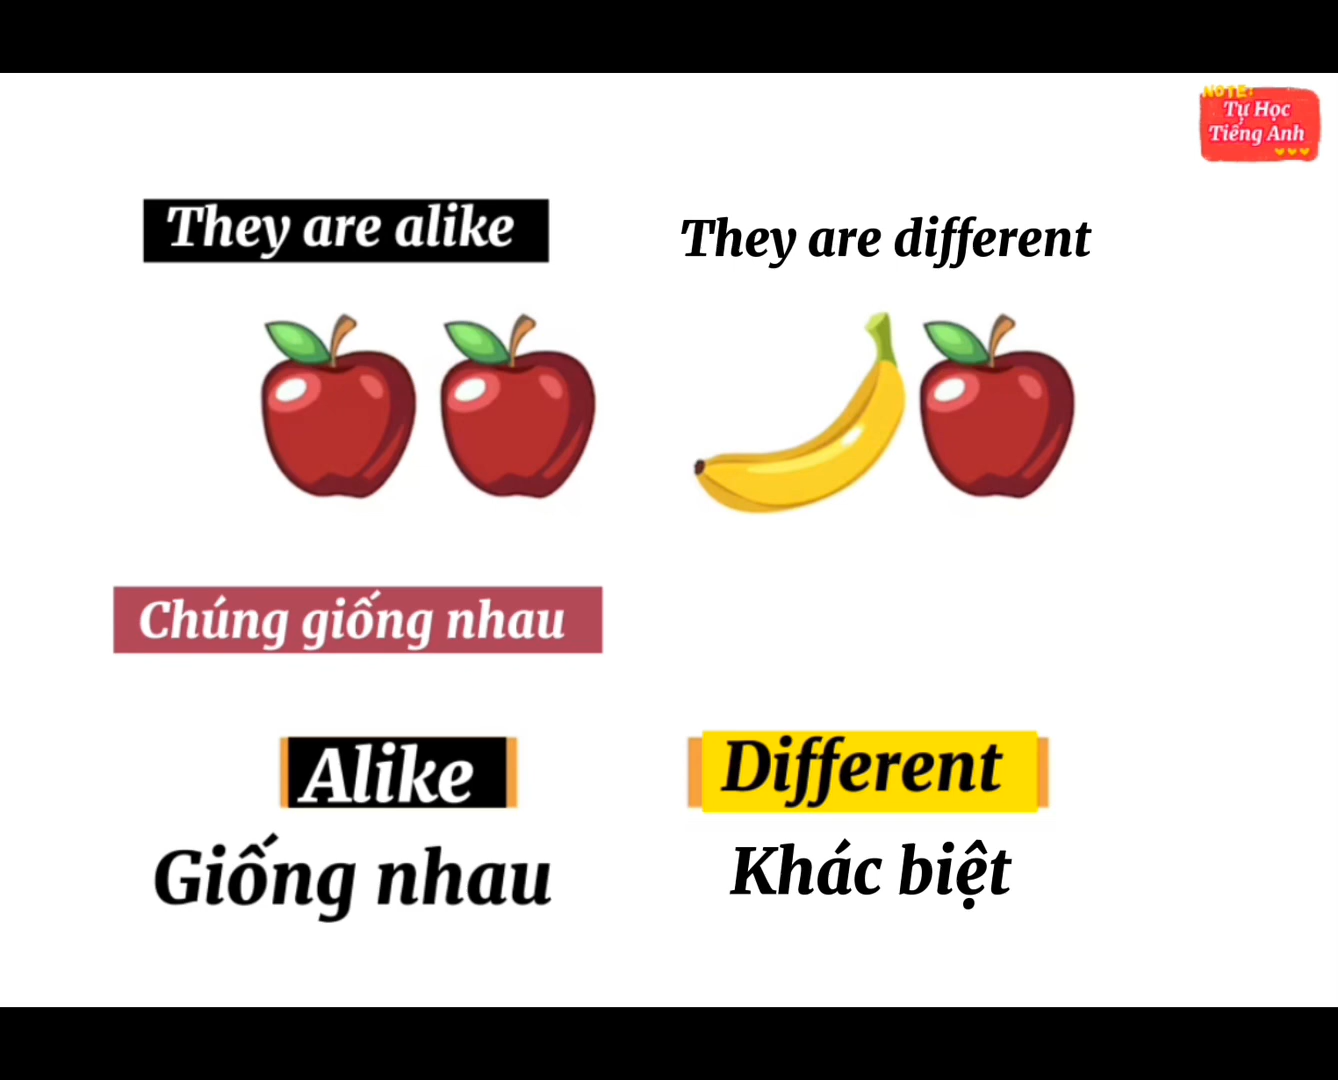 NOTE:
Tự Học
Tiếng Anh
They are alike
They are different
Chúng giống nhau
Alike
Different
Giống nhau
Khác biệt